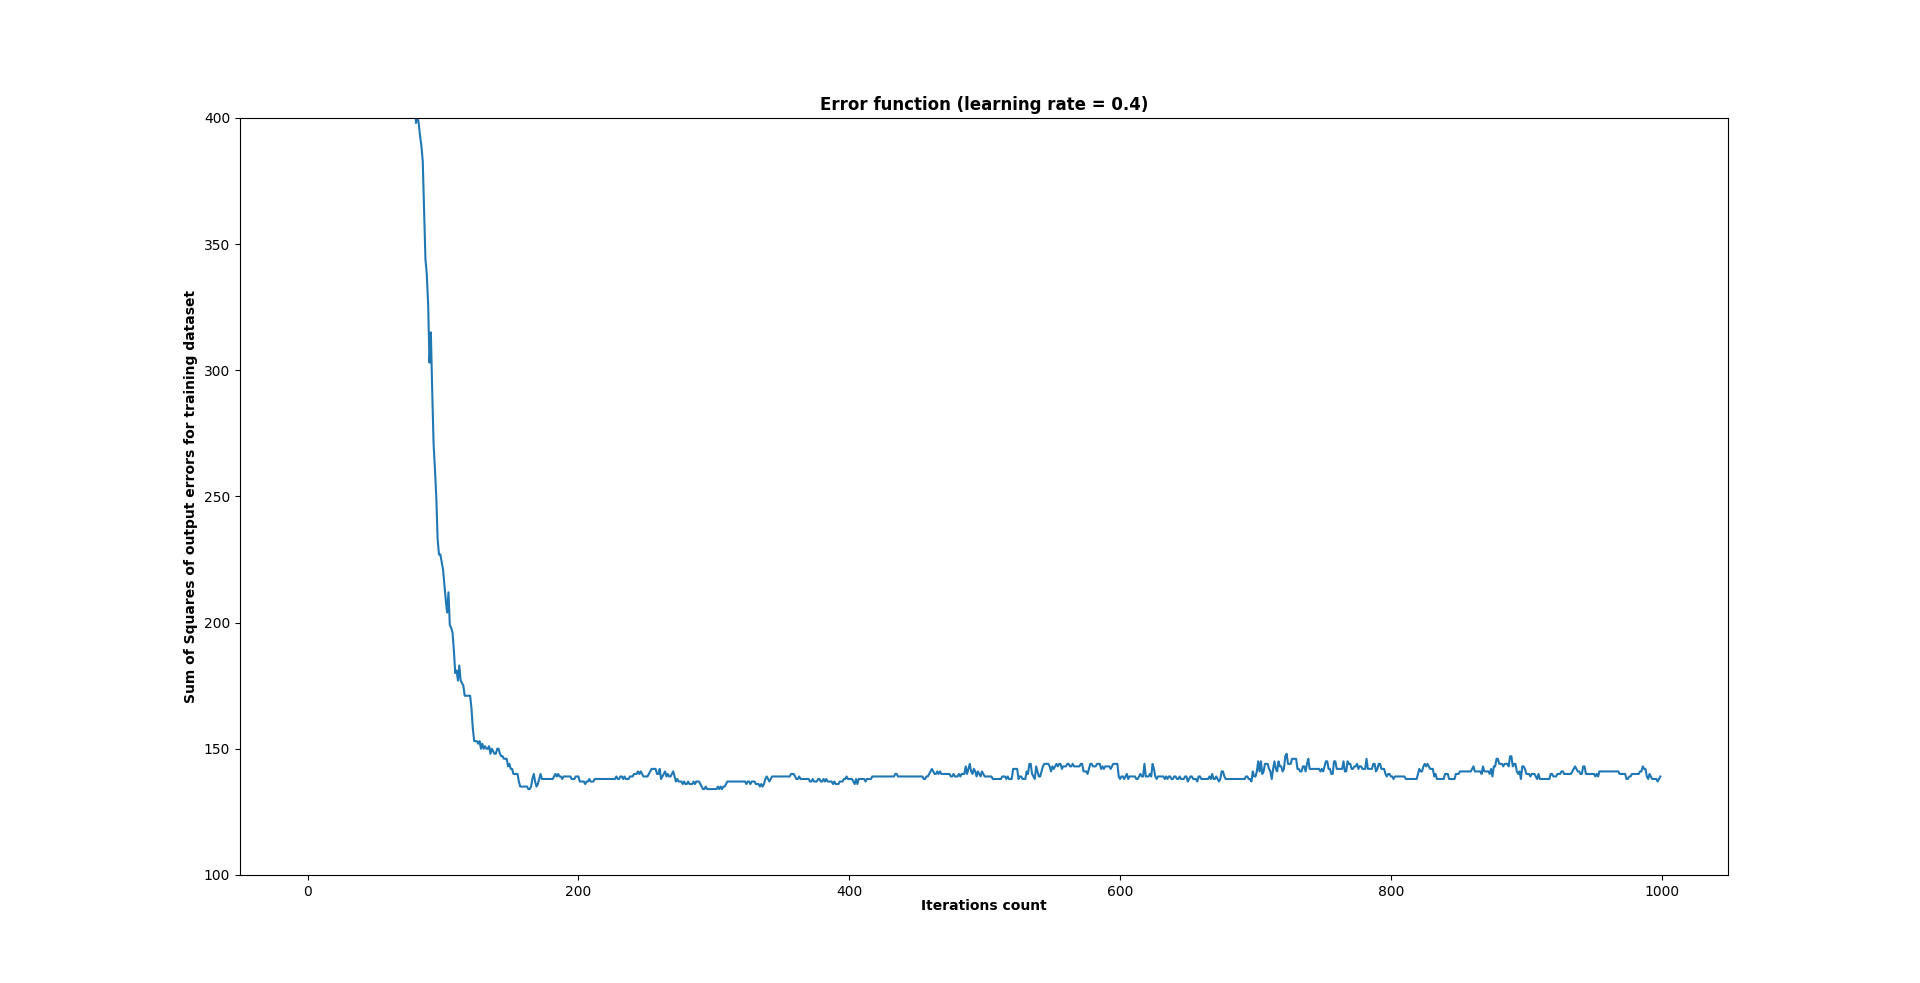 Error function (learning rate = 0.4)
Sum of Squares of output errors for training dataset
400
350
300
250
200
150
100
0 200 400 600 800 1000
Iterations count